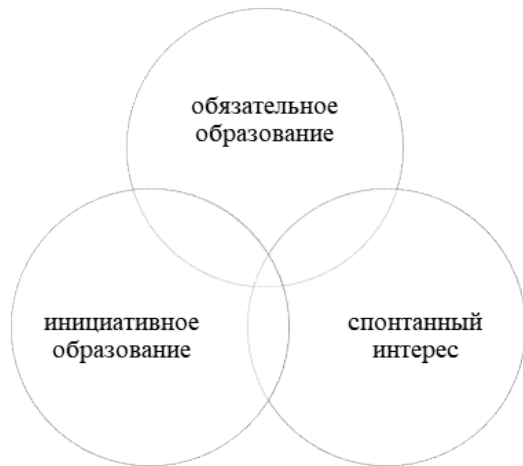 обязательное
образование
инициативное
образование
спонтанный
интерес